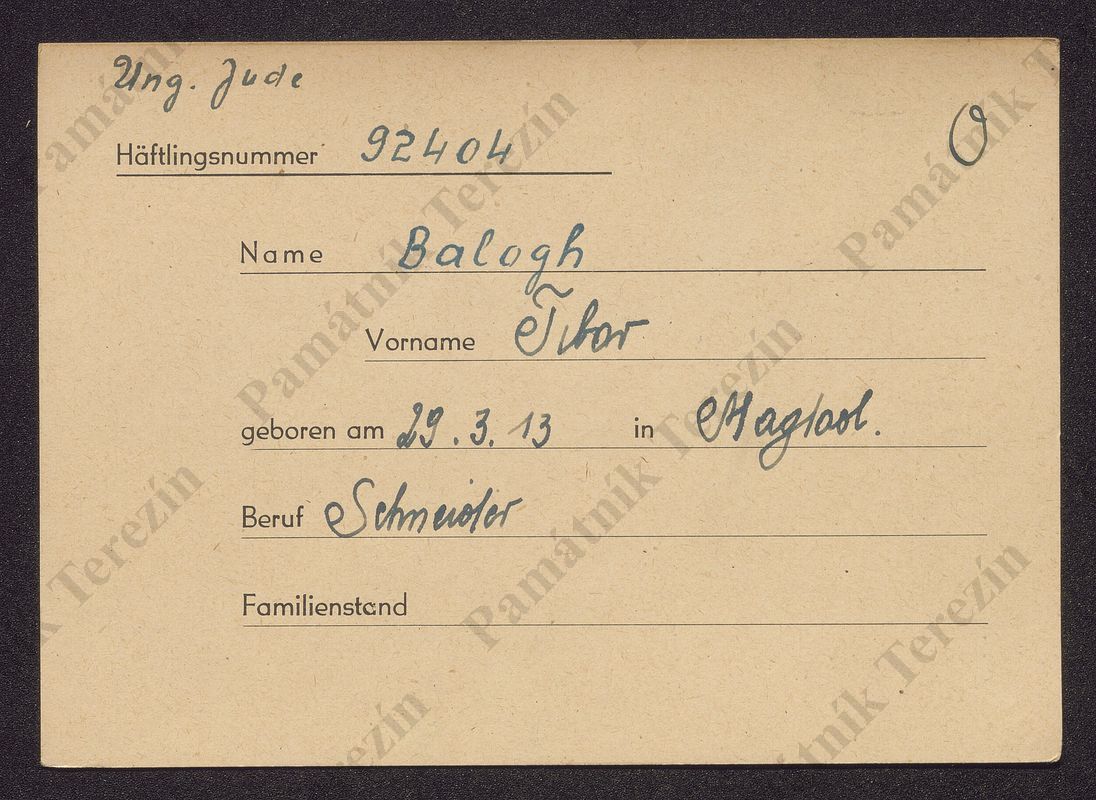 Ung. Jude
Häftlingsnummer 92404
O
Name Balogh
Vorname Tibor
geboren am 29.3.13 in
Beruf Schneider
Familienstand
Památník Terezín